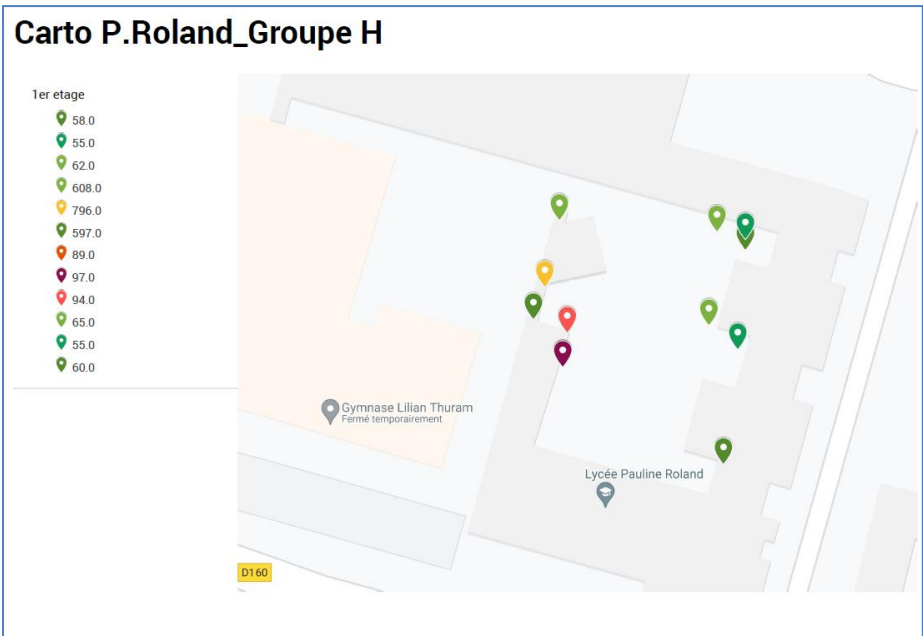 Carto P.Roland_Groupe H
1er etage
58.0
55.0
62.0
608.0
796.0
597.0
89.0
97.0
94.0
65.0
55.0
60.0
Gymnase Lilian Thuram
Fermé temporairement
Lycée Pauline Roland
D160